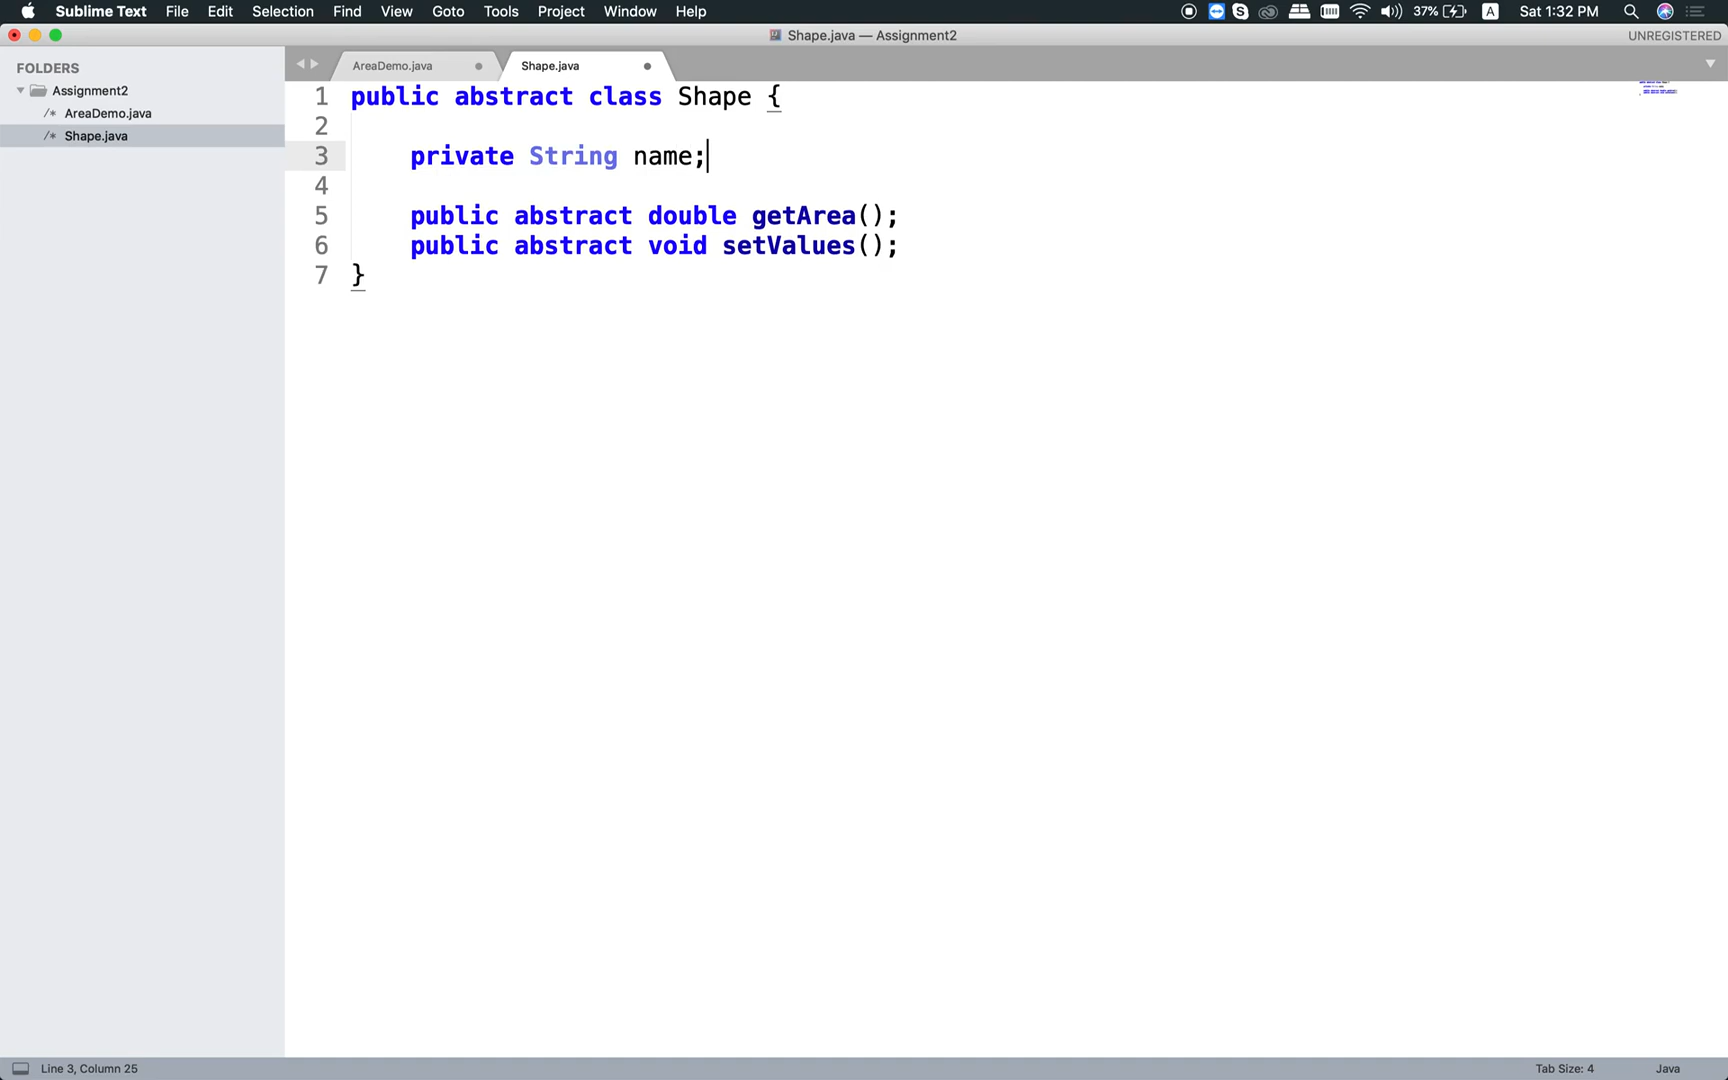 Sublime Text File Edit Selection Find View Goto Tools Project Window Help 37% A Sat 1:32 PM
Shape.java — Assignment2 UNREGISTERED
FOLDERS
Assignment2
/* AreaDemo.java
/* Shape.java
AreaDemo.java Shape.java
1 public abstract class Shape {
2
3 private String name;
4
5 public abstract double getArea();
6 public abstract void setValues();
7 }
Line 3, Column 25 Tab Size: 4 Java